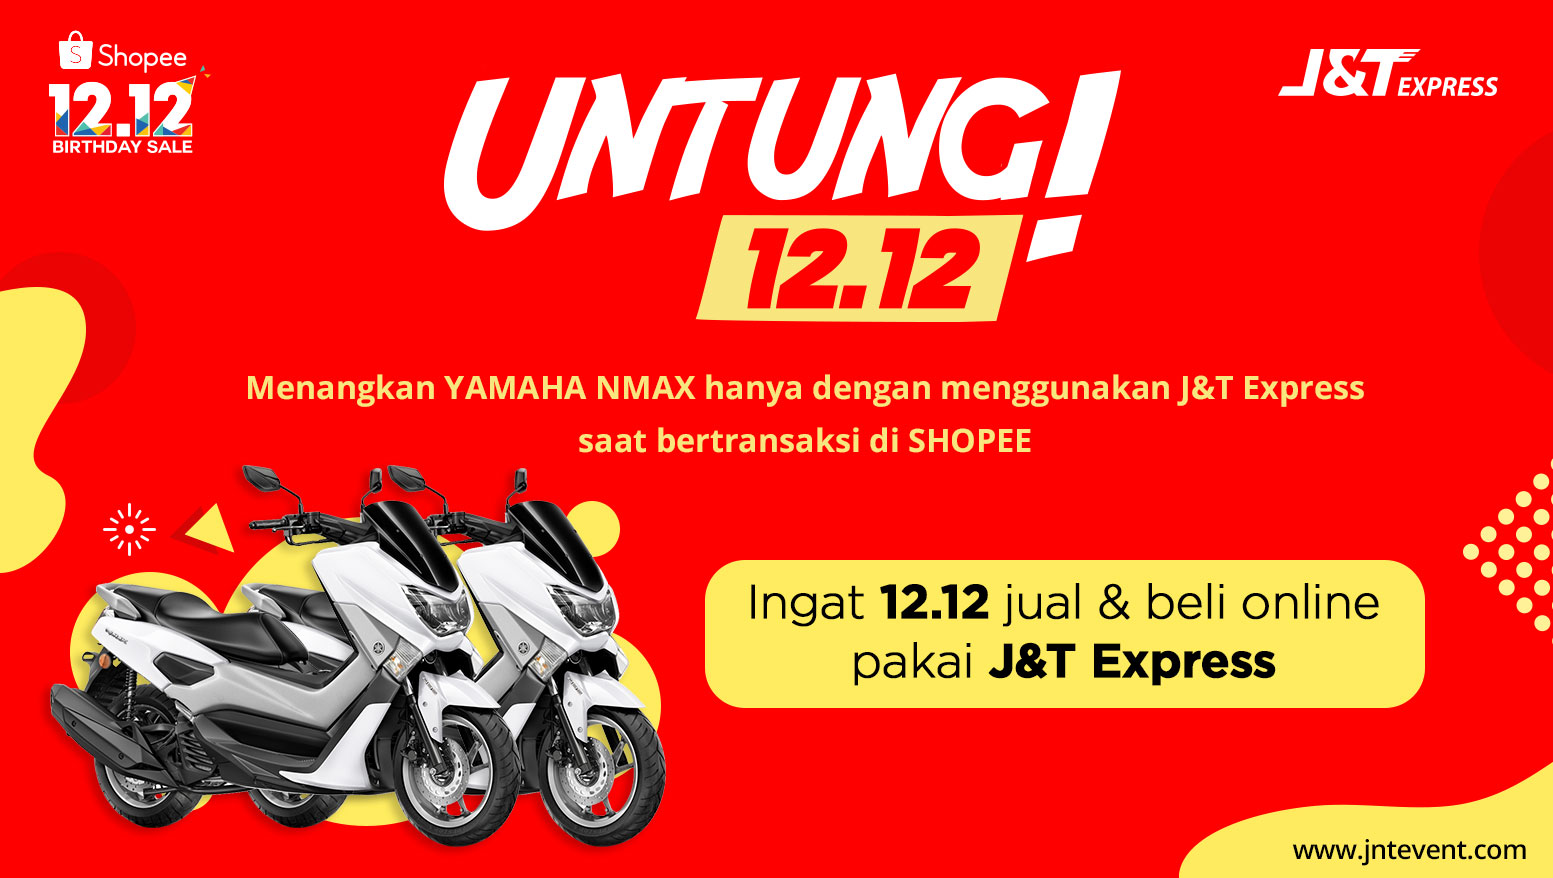 Shopee
12.12
BIRTHDAY SALE
J&T EXPRESS
UNTUNG!
12.12
Menangkan YAMAHA NMAX hanya dengan menggunakan J&T Express
saat bertransaksi di SHOPEE
Ingat 12.12 jual & beli online
pakai J&T Express
www.jntevent.com